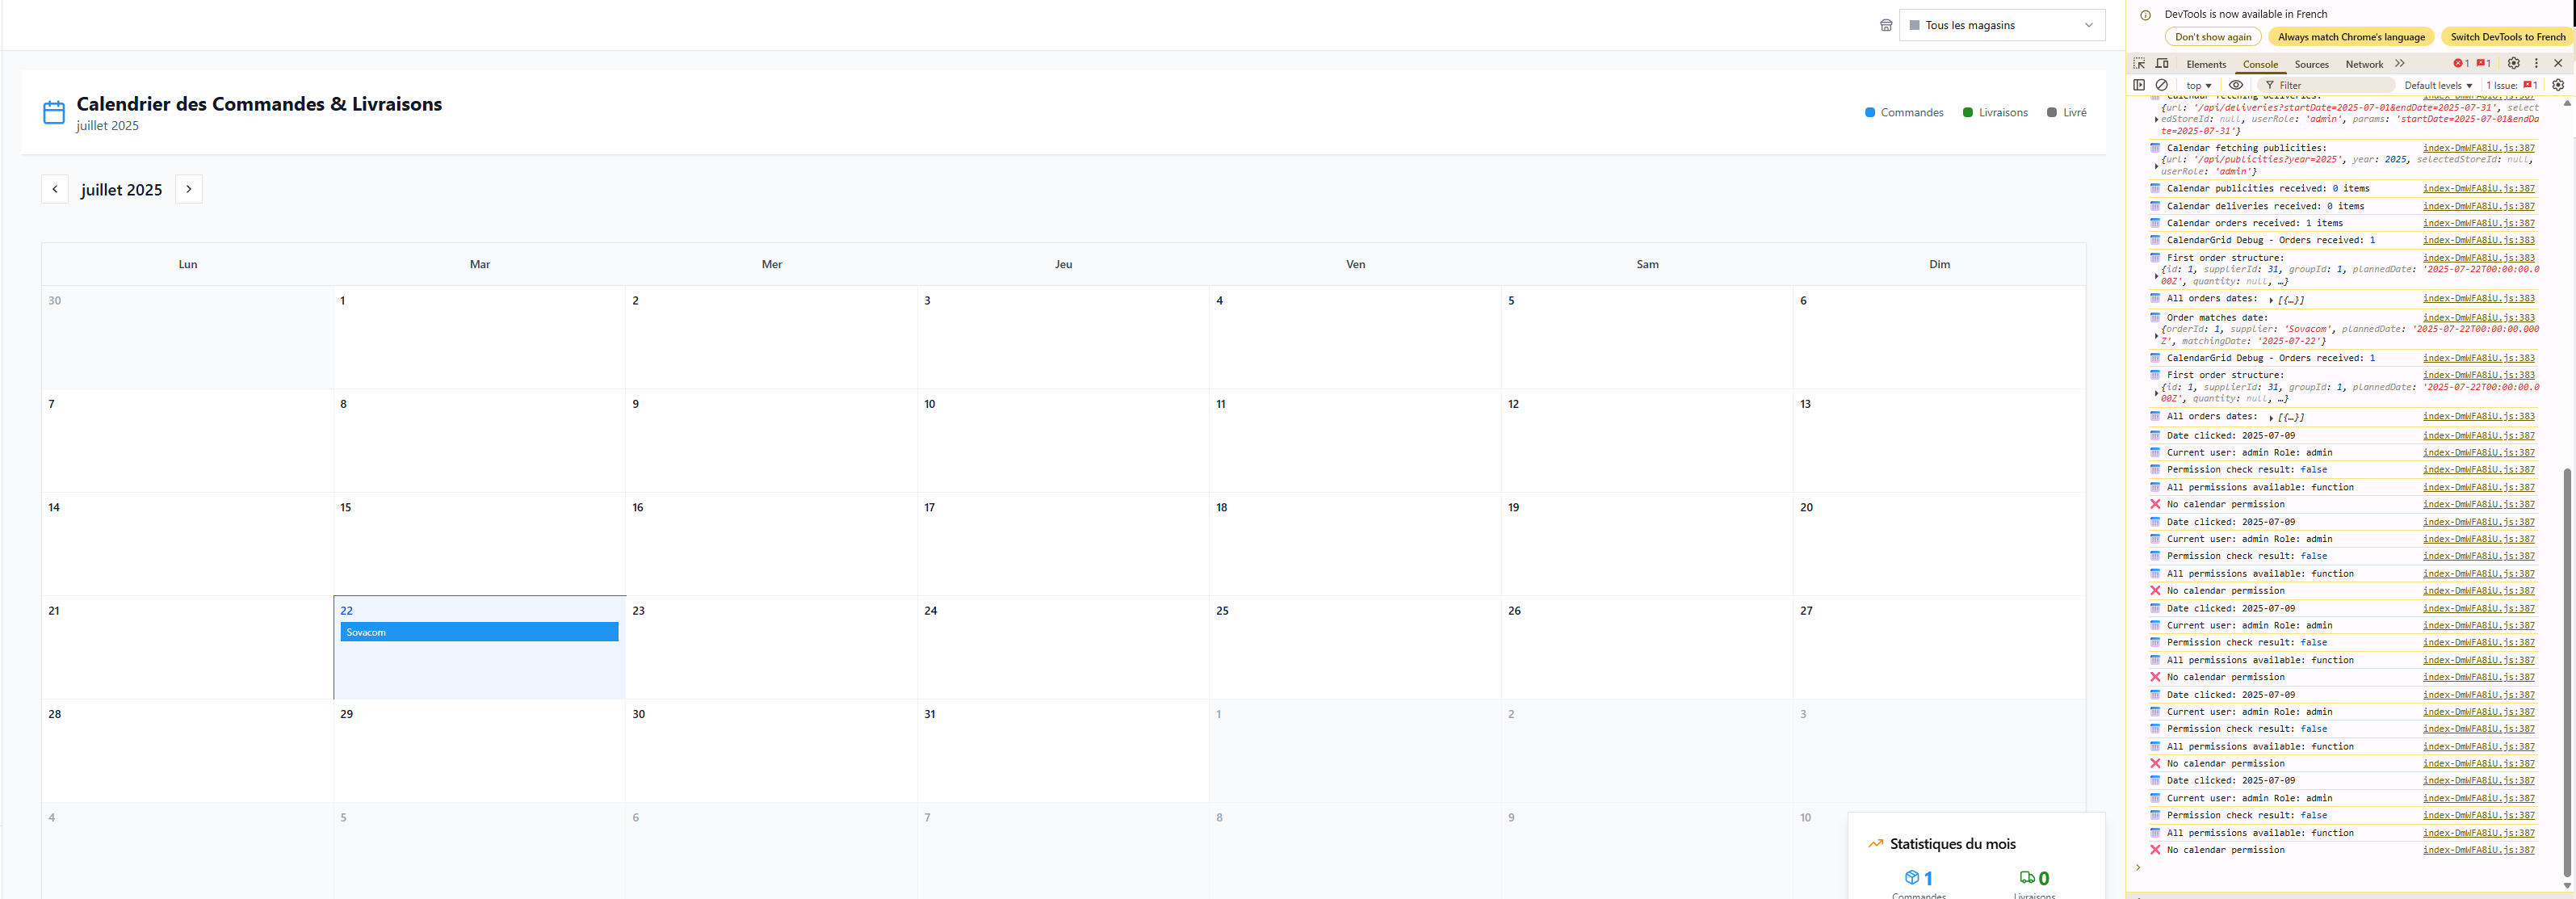 Tous les magasins
Calendrier des Commandes & Livraisons
juillet 2025
Commandes
Livraisons
Livré
juillet 2025
Lun Mar Mer Jeu Ven Sam Dim
30 1 2 3 4 5 6
7 8 9 10 11 12 13
14 15 16 17 18 19 20
21 22 23 24 25 26 27
Sovacom
28 29 30 31 1 2 3
4 5 6 7 8 9 10
Statistiques du mois
1 0
Commandes Livraisons
DevTools is now available in French
Don't show again Always match Chrome's language Switch DevTools to French
Elements Console Sources Network 1 1
top Filter Default levels 1 Issue: 1
Calendar fetching deliveries: index-DmWFA8iU.js:387
{url: '/api/deliveries?startDate=2025-07-01&endDate=2025-07-31', select
edStoreId: null, userRole: 'admin', params: 'startDate=2025-07-01&endDa
te=2025-07-31'}
Calendar fetching publicities: index-DmWFA8iU.js:387
{url: '/api/publicities?year=2025', year: 2025, selectedStoreId: null,
userRole: 'admin'}
Calendar publicities received: 0 items index-DmWFA8iU.js:387
Calendar deliveries received: 0 items index-DmWFA8iU.js:387
Calendar orders received: 1 items index-DmWFA8iU.js:387
CalendarGrid Debug - Orders received: 1 index-DmWFA8iU.js:383
First order structure: index-DmWFA8iU.js:383
{id: 1, supplierId: 31, groupId: 1, plannedDate: '2025-07-22T00:00:00.0
00Z', quantity: null, …}
All orders dates: [{…}] index-DmWFA8iU.js:383
Order matches date: index-DmWFA8iU.js:383
{orderId: 1, supplier: 'Sovacom', plannedDate: '2025-07-22T00:00:00.000
Z', matchingDate: '2025-07-22'}
CalendarGrid Debug - Orders received: 1 index-DmWFA8iU.js:383
First order structure: index-DmWFA8iU.js:383
{id: 1, supplierId: 31, groupId: 1, plannedDate: '2025-07-22T00:00:00.0
00Z', quantity: null, …}
All orders dates: [{…}] index-DmWFA8iU.js:383
Date clicked: 2025-07-09 index-DmWFA8iU.js:387
Current user: admin Role: admin index-DmWFA8iU.js:387
Permission check result: false index-DmWFA8iU.js:387
All permissions available: function index-DmWFA8iU.js:387
No calendar permission index-DmWFA8iU.js:387
Date clicked: 2025-07-09 index-DmWFA8iU.js:387
Current user: admin Role: admin index-DmWFA8iU.js:387
Permission check result: false index-DmWFA8iU.js:387
All permissions available: function index-DmWFA8iU.js:387
No calendar permission index-DmWFA8iU.js:387
Date clicked: 2025-07-09 index-DmWFA8iU.js:387
Current user: admin Role: admin index-DmWFA8iU.js:387
Permission check result: false index-DmWFA8iU.js:387
All permissions available: function index-DmWFA8iU.js:387
No calendar permission index-DmWFA8iU.js:387
Date clicked: 2025-07-09 index-DmWFA8iU.js:387
Current user: admin Role: admin index-DmWFA8iU.js:387
Permission check result: false index-DmWFA8iU.js:387
All permissions available: function index-DmWFA8iU.js:387
No calendar permission index-DmWFA8iU.js:387
Date clicked: 2025-07-09 index-DmWFA8iU.js:387
Current user: admin Role: admin index-DmWFA8iU.js:387
Permission check result: false index-DmWFA8iU.js:387
All permissions available: function index-DmWFA8iU.js:387
No calendar permission index-DmWFA8iU.js:387